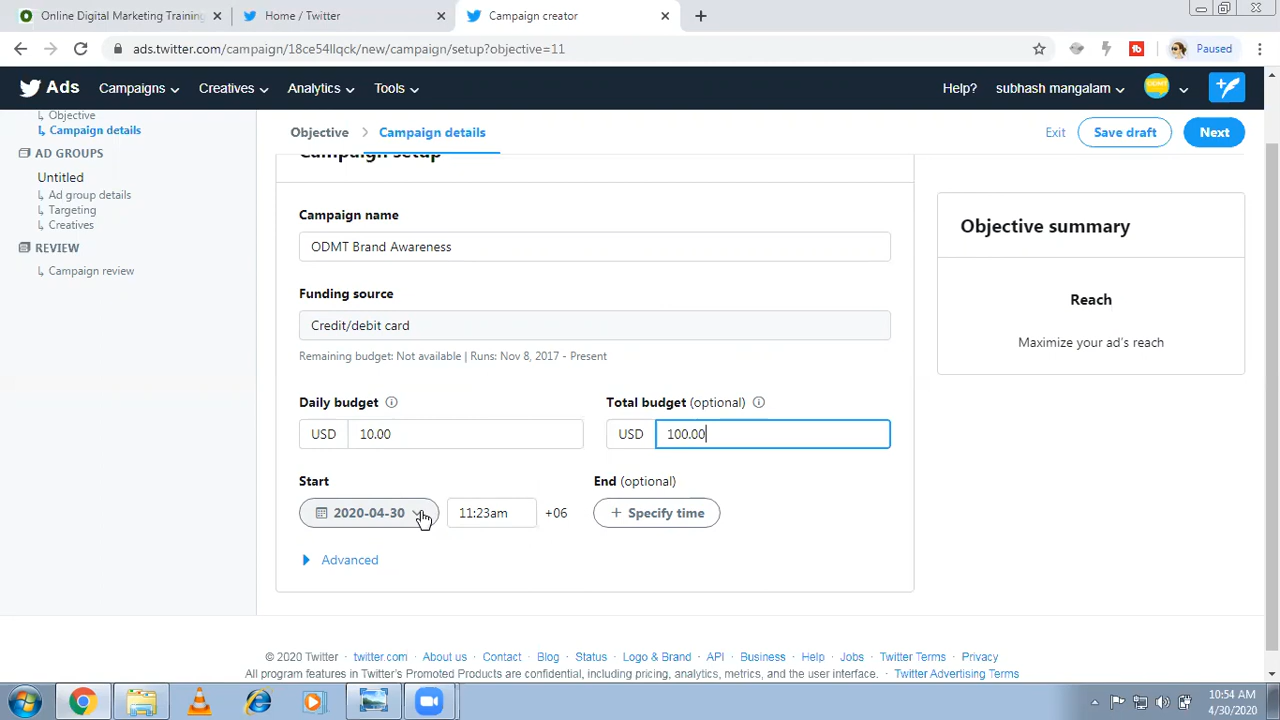 Online Digital Marketing Training
Home / Twitter
Campaign creator
ads.twitter.com/campaign/18ce54llqck/new/campaign/setup?objective=11
Paused
Ads
Campaigns
Creatives
Analytics
Tools
Help?
subhash mangalam
Objective
Campaign details
AD GROUPS
Untitled
Ad group details
Targeting
Creatives
REVIEW
Campaign review
Objective
Campaign details
Exit
Save draft
Next
Campaign setup
Campaign name
ODMT Brand Awareness
Funding source
Credit/debit card
Remaining budget: Not available | Runs: Nov 8, 2017 - Present
Daily budget
Total budget (optional)
USD 10.00
USD 100.00
Start
End (optional)
2020-04-30
11:23am
+06
+ Specify time
Advanced
Objective summary
Reach
Maximize your ad's reach
© 2020 Twitter twitter.com About us Contact Blog Status Logo & Brand API Business Help Jobs Twitter Terms Privacy
All program features in Twitter's Promoted Products are confidential, including pricing, analytics, metrics, and the user interface. Twitter Advertising Terms
10:54 AM
4/30/2020